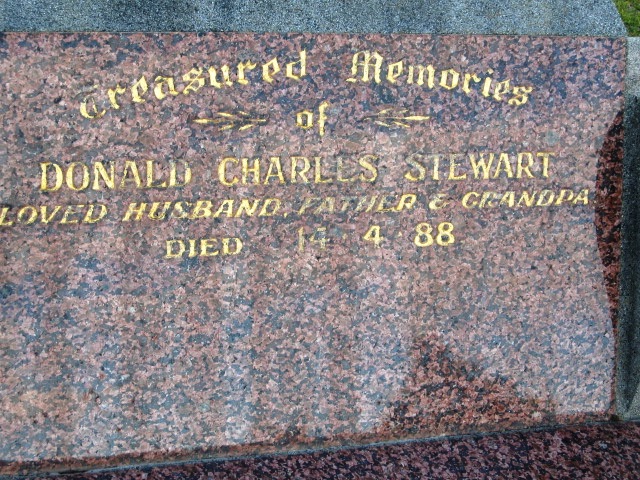 Treasured Memories
of
DONALD CHARLES STEWART
LOVED HUSBAND, FATHER & GRANDPA
DIED 14 · 4 · 88